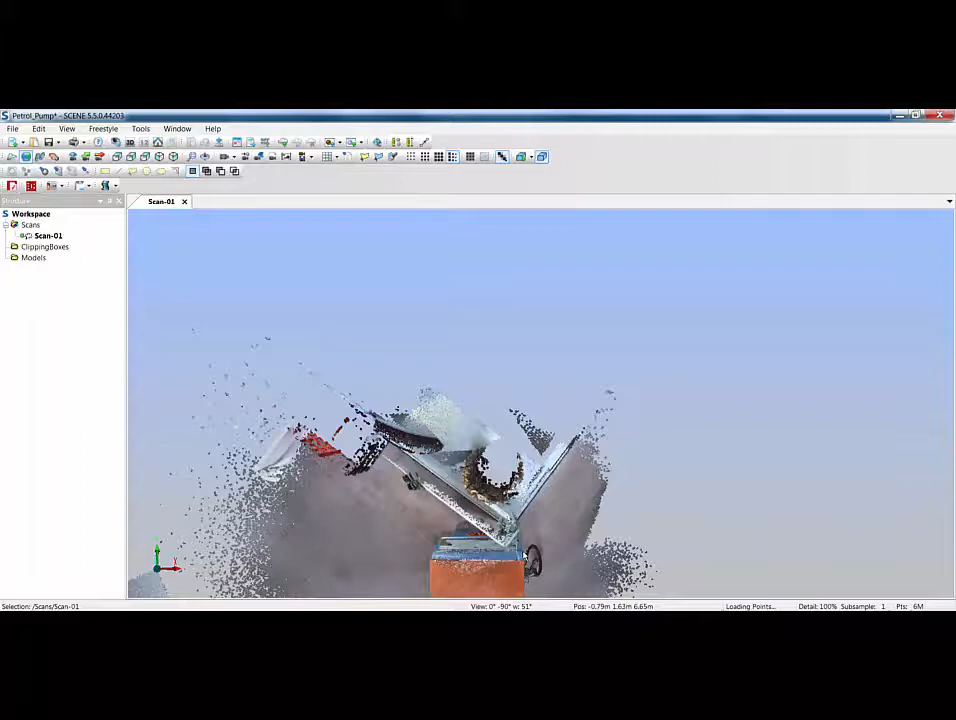 Petrol_Pump* - SCENE 5.5.0.44203
File Edit View Freestyle Tools Window Help
Structure
Scan-01
Workspace
Scans
Scan-01
ClippingBoxes
Models
Selection: /Scans/Scan-01 View: 0° -90° w: 51° Pos: -0.79m 1.63m 6.65m Loading Points... Detail: 100% Subsample: 1 Pts: 6M